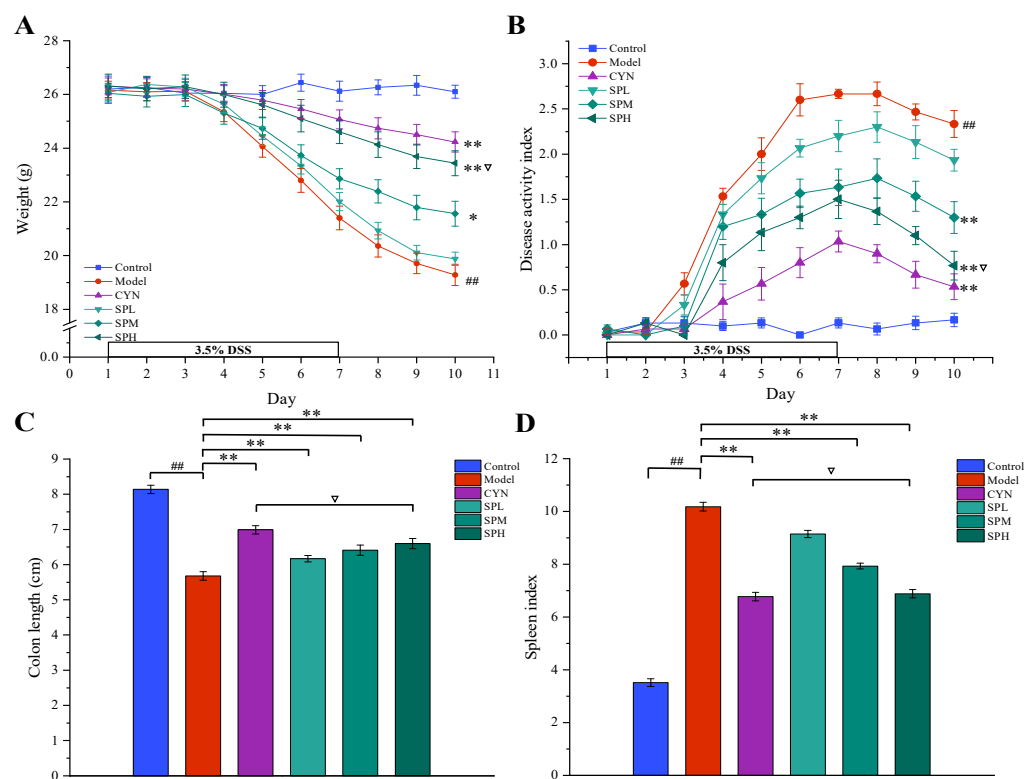 A
Weight (g)
26
24
22
20
18
0.0
Control
Model
CYN
SPL
SPM
SPH
**
**▽
*
##
3.5% DSS
0 1 2 3 4 5 6 7 8 9 10 11
Day
B
Disease activity index
3.0
2.5
2.0
1.5
1.0
0.5
0.0
Control
Model
CYN
SPL
SPM
SPH
##
**
**▽
**
3.5% DSS
0 1 2 3 4 5 6 7 8 9 10
Day
C
Colon length (cm)
9
8
7
6
5
4
3
2
1
0
**
**
**
## **
▽
Control
Model
CYN
SPL
SPM
SPH
D
Spleen index
12
10
8
6
4
2
0
**
**
**
##
▽
Control
Model
CYN
SPL
SPM
SPH